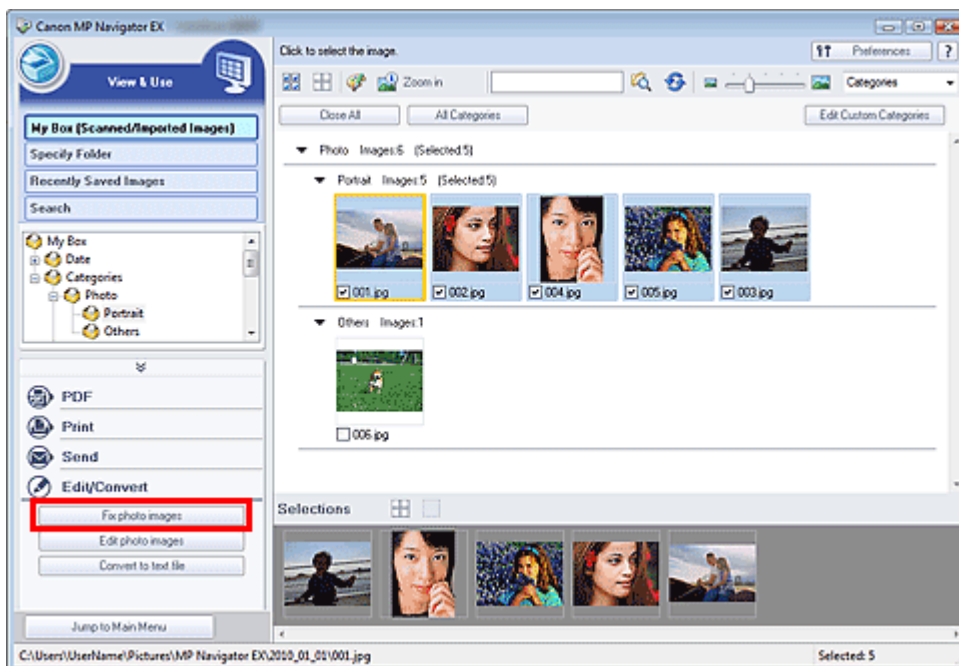 Canon MP Navigator EX
View & Use
My Box (Scanned/Imported Images)
Specify Folder
Recently Saved Images
Search
My Box
Date
Categories
Photo
Portrait
Others
PDF
Print
Send
Edit/Convert
Fix photo images
Edit photo images
Convert to text file
Jump to Main Menu
Click to select the image.
Preferences
?
Zoom in
Categories
Close All
All Categories
Edit Custom Categories
Photo Images:6 (Selected:5)
Portrait Images:5 (Selected:5)
001.jpg
002.jpg
004.jpg
005.jpg
003.jpg
Others Images:1
006.jpg
Selections
C:\Users\UserName\Pictures\MP Navigator EX\2010_01_01\001.jpg
Selected: 5